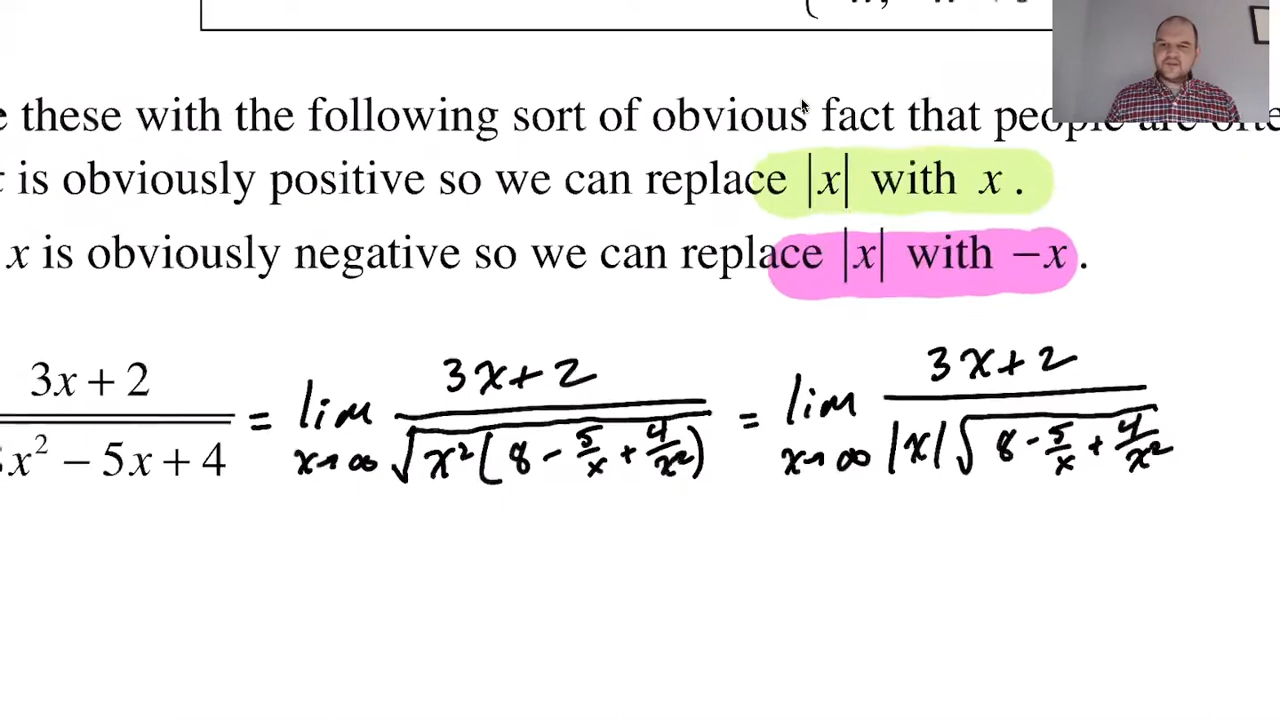 these with the following sort of obvious fact that people are
is obviously positive so we can replace |x| with x .
x is obviously negative so we can replace |x| with −x .
3x + 2 / x² − 5x + 4 = lim x→∞ 3x+2 / √x²(8 − 5/x + 4/x²) = lim x→∞ 3x+2 / |x|√8 − 5/x + 4/x²